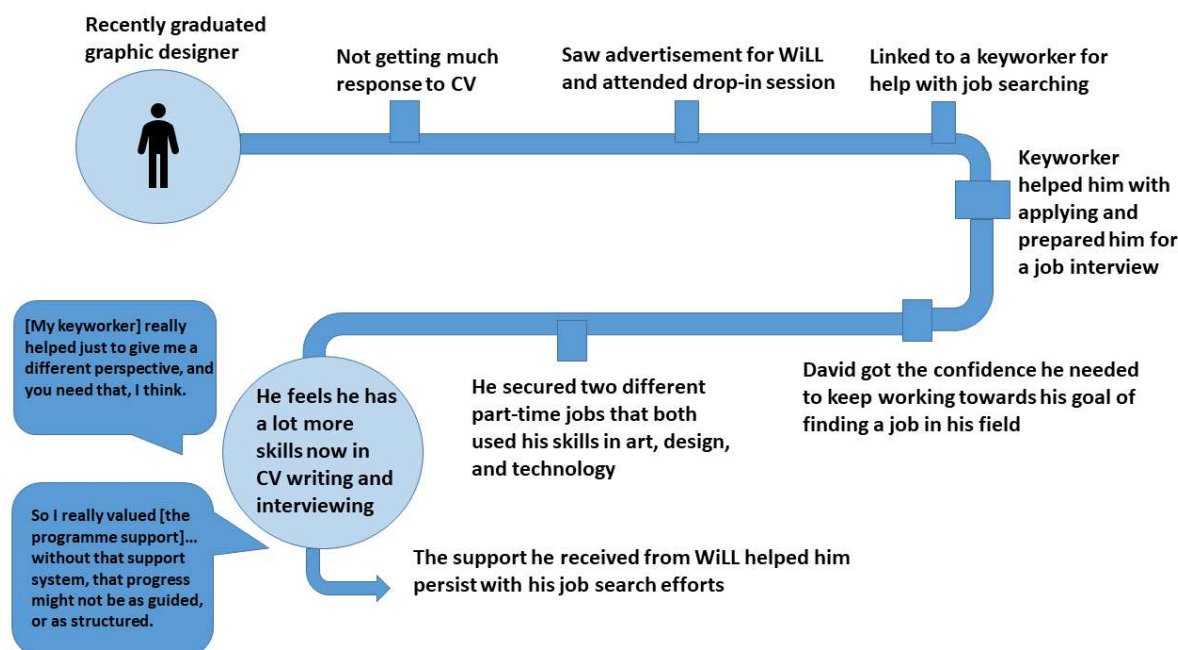 Recently graduated
graphic designer
Not getting much
response to CV
Saw advertisement for WiLL
and attended drop-in session
Linked to a keyworker for
help with job searching
Keyworker
helped him with
applying and
prepared him for
a job interview
David got the confidence he needed
to keep working towards his goal of
finding a job in his field
He secured two different
part-time jobs that both
used his skills in art, design,
and technology
He feels he has
a lot more
skills now in
CV writing and
interviewing
[My keyworker] really
helped just to give me a
different perspective, and
you need that, I think.
So I really valued [the
programme support]...
without that support
system, that progress
might not be as guided,
or as structured.
The support he received from WiLL helped him
persist with his job search efforts